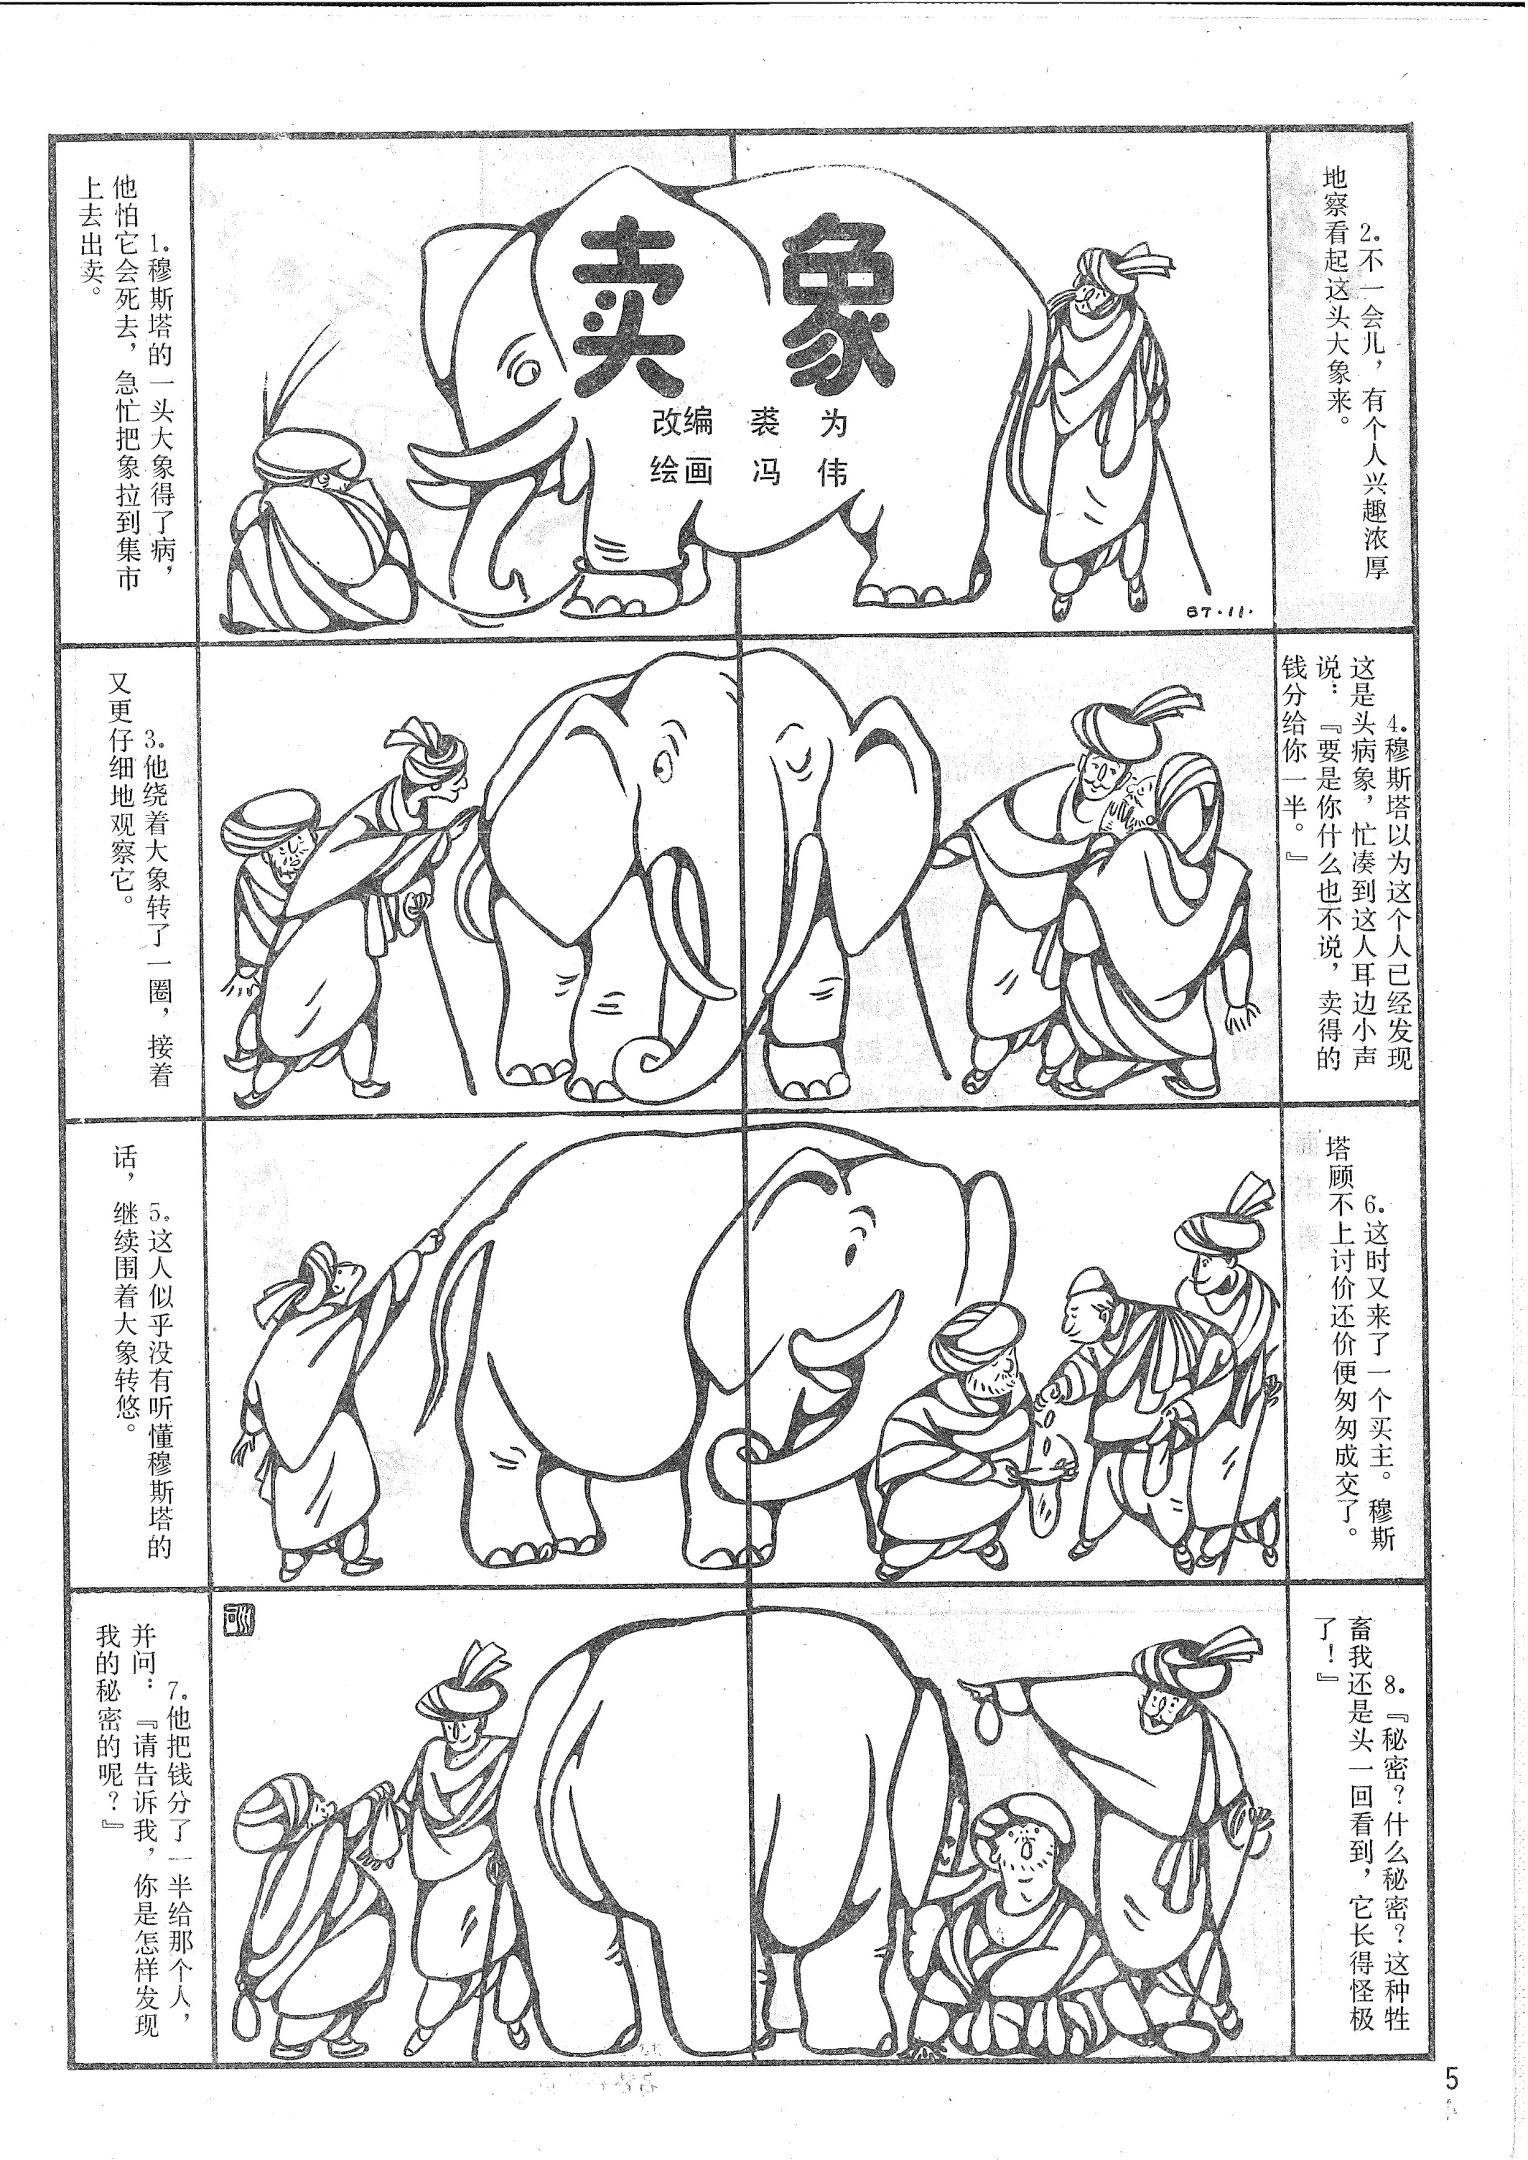 卖 象
改编 裘 为
绘画 冯 伟
87.11.
1.穆斯塔的一头大象得了病，
他怕它会死去，急忙把象拉到集市
上去出卖。
2.不一会儿，有个人兴趣浓厚
地察看起这头大象来。
3.他绕着大象转了一圈，接着
又更仔细地观察它。
4.穆斯塔以为这个人已经发现
这是头病象，忙凑到这人耳边小声
说：『要是你什么也不说，卖得的
钱分给你一半。』
5.这人似乎没有听懂穆斯塔的
话，继续围着大象转悠。
6.这时又来了一个买主。穆斯
塔顾不上讨价还价便匆匆成交了。
7.他把钱分了一半给那个人，
并问：『请告诉我，你是怎样发现
我的秘密的呢？』
8.『秘密？什么秘密？这种牲
畜我还是头一回看到，它长得怪极
了！』
5